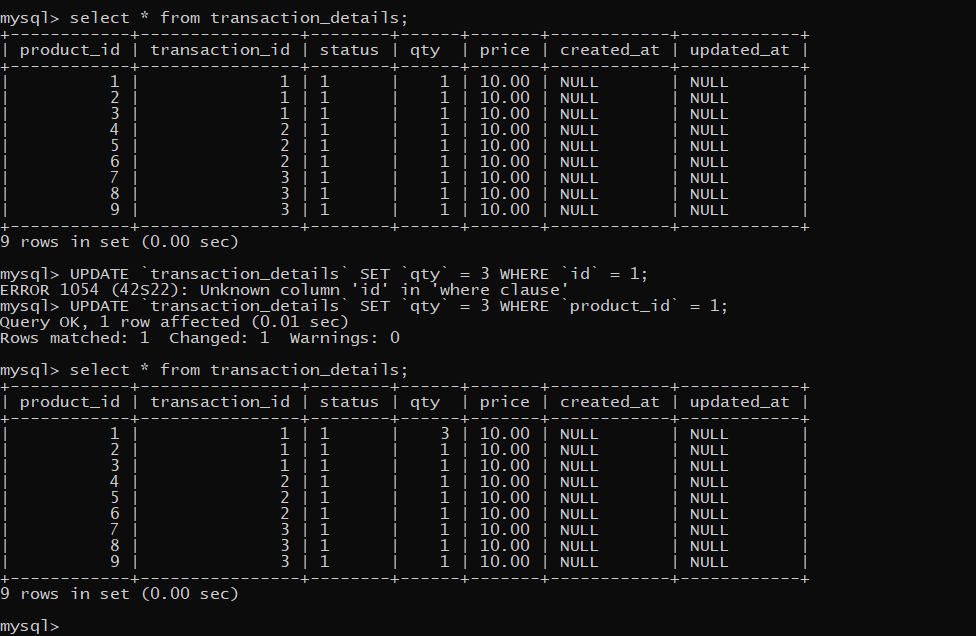 mysql> select * from transaction_details;
+------------+----------------+--------+------+-------+------------+------------+
| product_id | transaction_id | status | qty  | price | created_at | updated_at |
+------------+----------------+--------+------+-------+------------+------------+
|          1 |              1 | 1      |    1 | 10.00 | NULL       | NULL       |
|          2 |              1 | 1      |    1 | 10.00 | NULL       | NULL       |
|          3 |              1 | 1      |    1 | 10.00 | NULL       | NULL       |
|          4 |              2 | 1      |    1 | 10.00 | NULL       | NULL       |
|          5 |              2 | 1      |    1 | 10.00 | NULL       | NULL       |
|          6 |              2 | 1      |    1 | 10.00 | NULL       | NULL       |
|          7 |              3 | 1      |    1 | 10.00 | NULL       | NULL       |
|          8 |              3 | 1      |    1 | 10.00 | NULL       | NULL       |
|          9 |              3 | 1      |    1 | 10.00 | NULL       | NULL       |
+------------+----------------+--------+------+-------+------------+------------+
9 rows in set (0.00 sec)
mysql> UPDATE `transaction_details` SET `qty` = 3 WHERE `id` = 1;
ERROR 1054 (42S22): Unknown column 'id' in 'where clause'
mysql> UPDATE `transaction_details` SET `qty` = 3 WHERE `product_id` = 1;
Query OK, 1 row affected (0.01 sec)
Rows matched: 1  Changed: 1  Warnings: 0
mysql> select * from transaction_details;
+------------+----------------+--------+------+-------+------------+------------+
| product_id | transaction_id | status | qty  | price | created_at | updated_at |
+------------+----------------+--------+------+-------+------------+------------+
|          1 |              1 | 1      |    3 | 10.00 | NULL       | NULL       |
|          2 |              1 | 1      |    1 | 10.00 | NULL       | NULL       |
|          3 |              1 | 1      |    1 | 10.00 | NULL       | NULL       |
|          4 |              2 | 1      |    1 | 10.00 | NULL       | NULL       |
|          5 |              2 | 1      |    1 | 10.00 | NULL       | NULL       |
|          6 |              2 | 1      |    1 | 10.00 | NULL       | NULL       |
|          7 |              3 | 1      |    1 | 10.00 | NULL       | NULL       |
|          8 |              3 | 1      |    1 | 10.00 | NULL       | NULL       |
|          9 |              3 | 1      |    1 | 10.00 | NULL       | NULL       |
+------------+----------------+--------+------+-------+------------+------------+
9 rows in set (0.00 sec)
mysql>